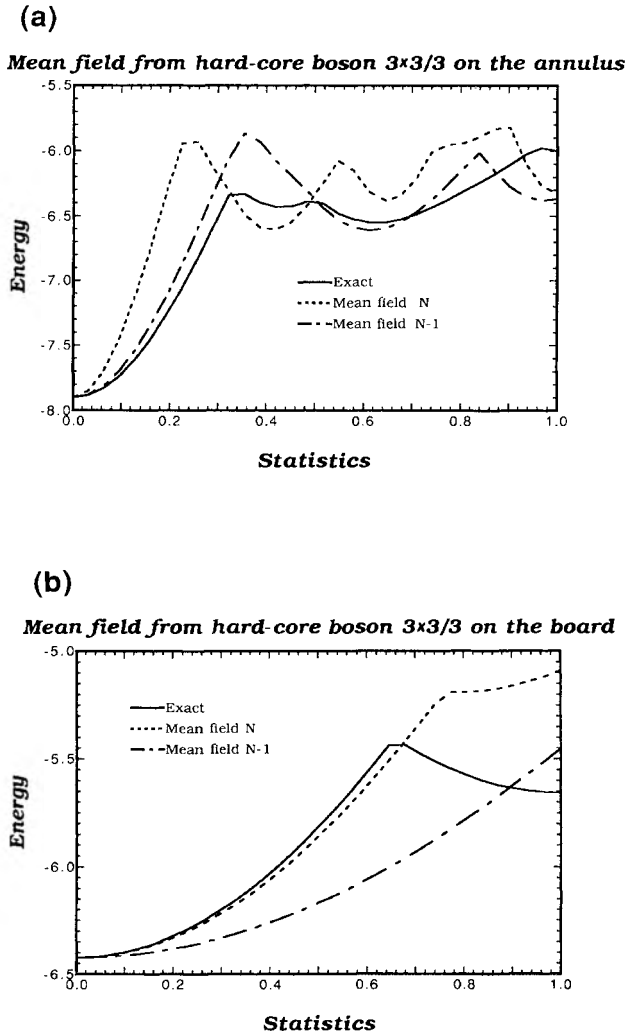 (a)
Mean field from hard-core boson 3×3/3 on the annulus
-5.5
-6.0
-6.5
-7.0
-7.5
-8.0
Energy
Exact
Mean field N
Mean field N-1
0.0 0.2 0.4 0.6 0.8 1.0
Statistics
(b)
Mean field from hard-core boson 3×3/3 on the board
-5.0
-5.5
-6.0
-6.5
Energy
Exact
Mean field N
Mean field N-1
0.0 0.2 0.4 0.6 0.8 1.0
Statistics